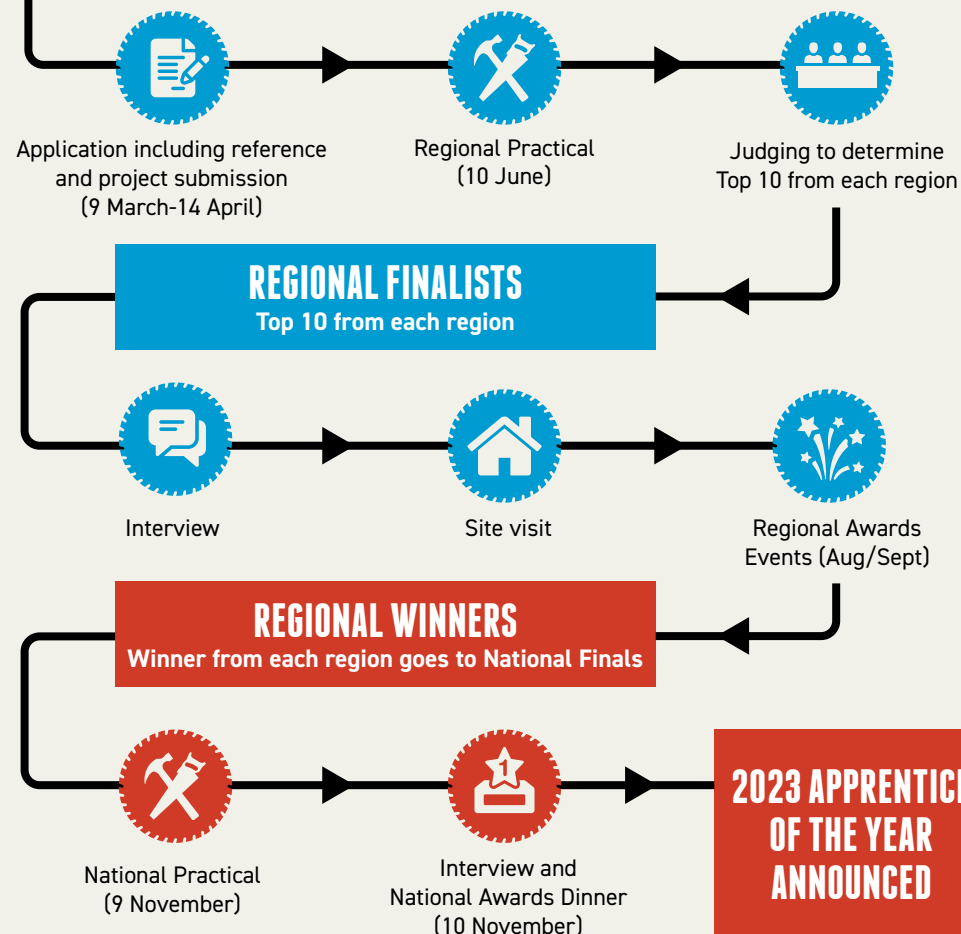 Application including reference
and project submission
(9 March-14 April)
Regional Practical
(10 June)
Judging to determine
Top 10 from each region
REGIONAL FINALISTS
Top 10 from each region
Interview
Site visit
Regional Awards
Events (Aug/Sept)
REGIONAL WINNERS
Winner from each region goes to National Finals
National Practical
(9 November)
1
Interview and
National Awards Dinner
(10 November)
2023 APPRENTICE
OF THE YEAR
ANNOUNCED